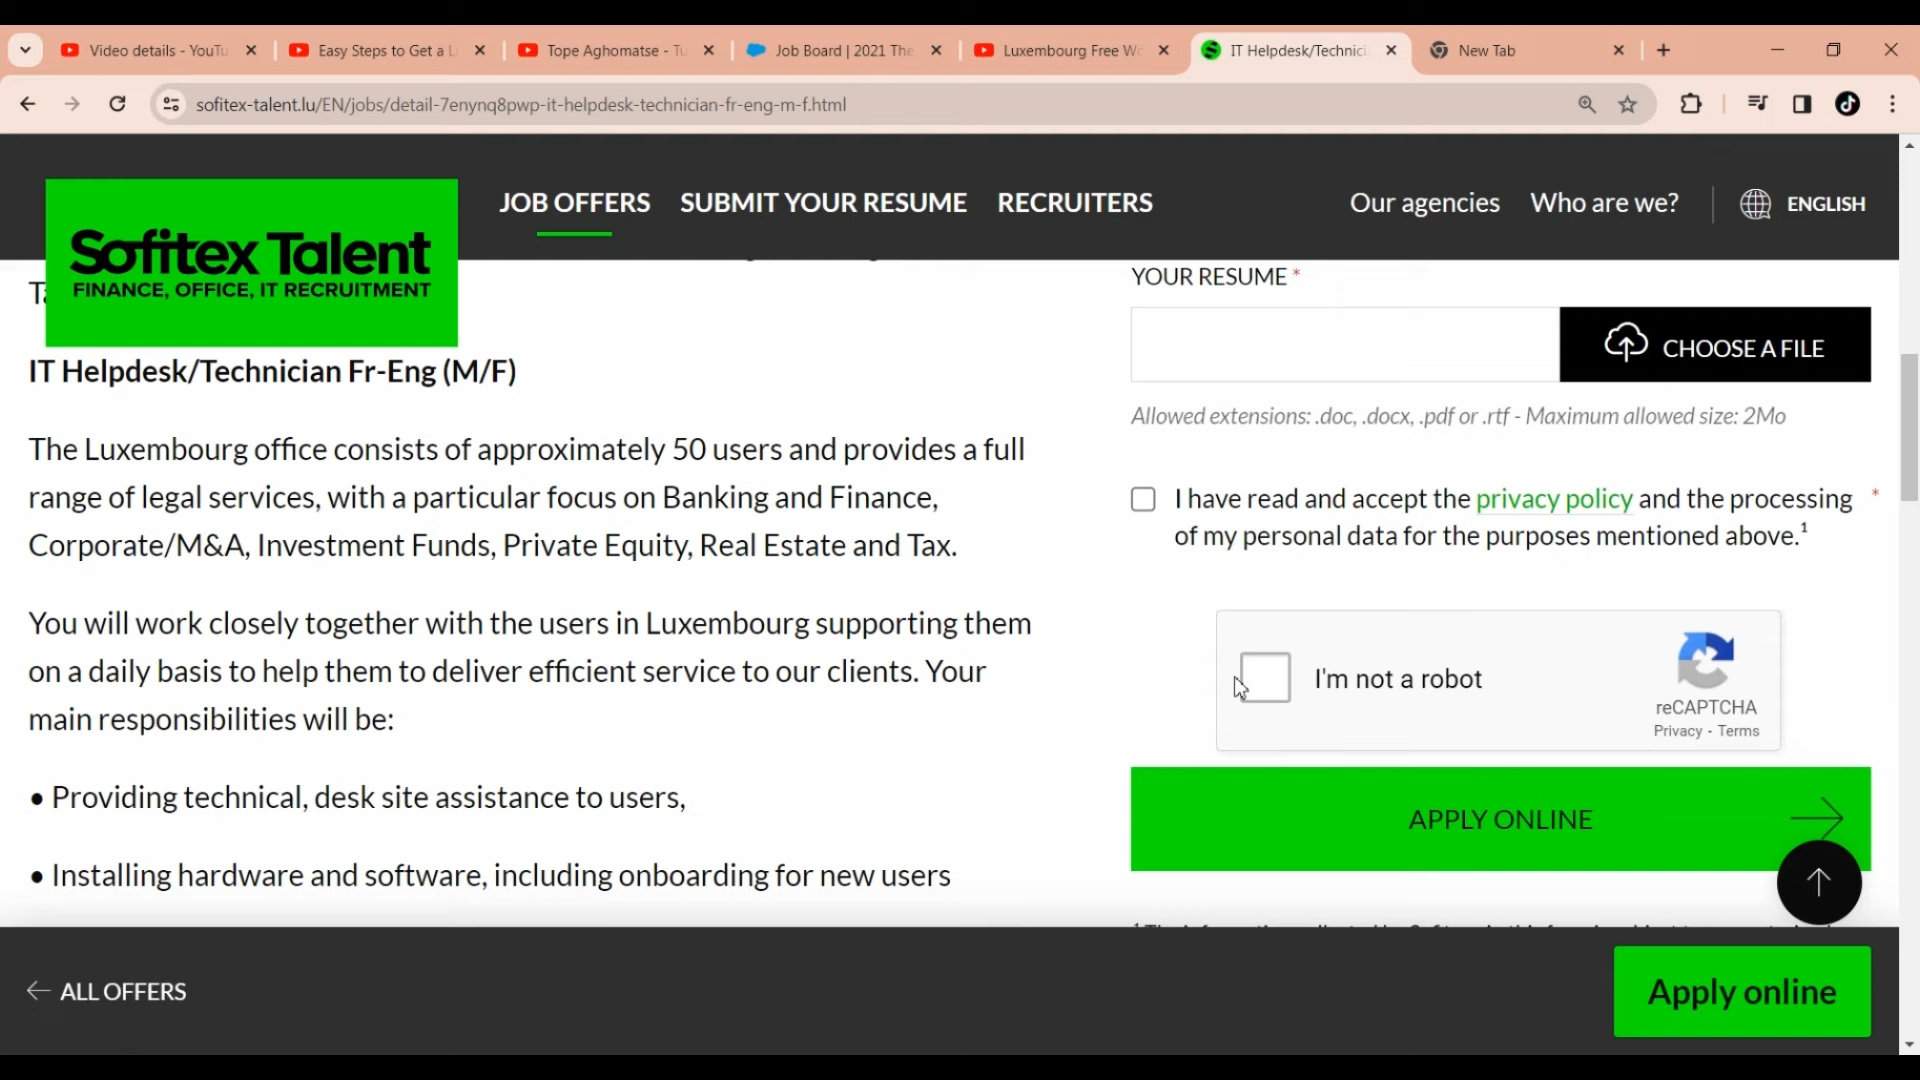 Video details - YouTu
Easy Steps to Get a L
Tope Aghomatse - Tu
Job Board | 2021 The
Luxembourg Free Wo
IT Helpdesk/Technici
New Tab
sofitex-talent.lu/EN/jobs/detail-7enynq8pwp-it-helpdesk-technician-fr-eng-m-f.html
Sofitex Talent
FINANCE, OFFICE, IT RECRUITMENT
JOB OFFERS
SUBMIT YOUR RESUME
RECRUITERS
Our agencies
Who are we?
ENGLISH
IT Helpdesk/Technician Fr-Eng (M/F)
The Luxembourg office consists of approximately 50 users and provides a full
range of legal services, with a particular focus on Banking and Finance,
Corporate/M&A, Investment Funds, Private Equity, Real Estate and Tax.
You will work closely together with the users in Luxembourg supporting them
on a daily basis to help them to deliver efficient service to our clients. Your
main responsibilities will be:
• Providing technical, desk site assistance to users,
• Installing hardware and software, including onboarding for new users
YOUR RESUME *
CHOOSE A FILE
Allowed extensions: .doc, .docx, .pdf or .rtf - Maximum allowed size: 2Mo
I have read and accept the privacy policy and the processing *
of my personal data for the purposes mentioned above.¹
I'm not a robot
reCAPTCHA
Privacy - Terms
APPLY ONLINE
← ALL OFFERS
Apply online